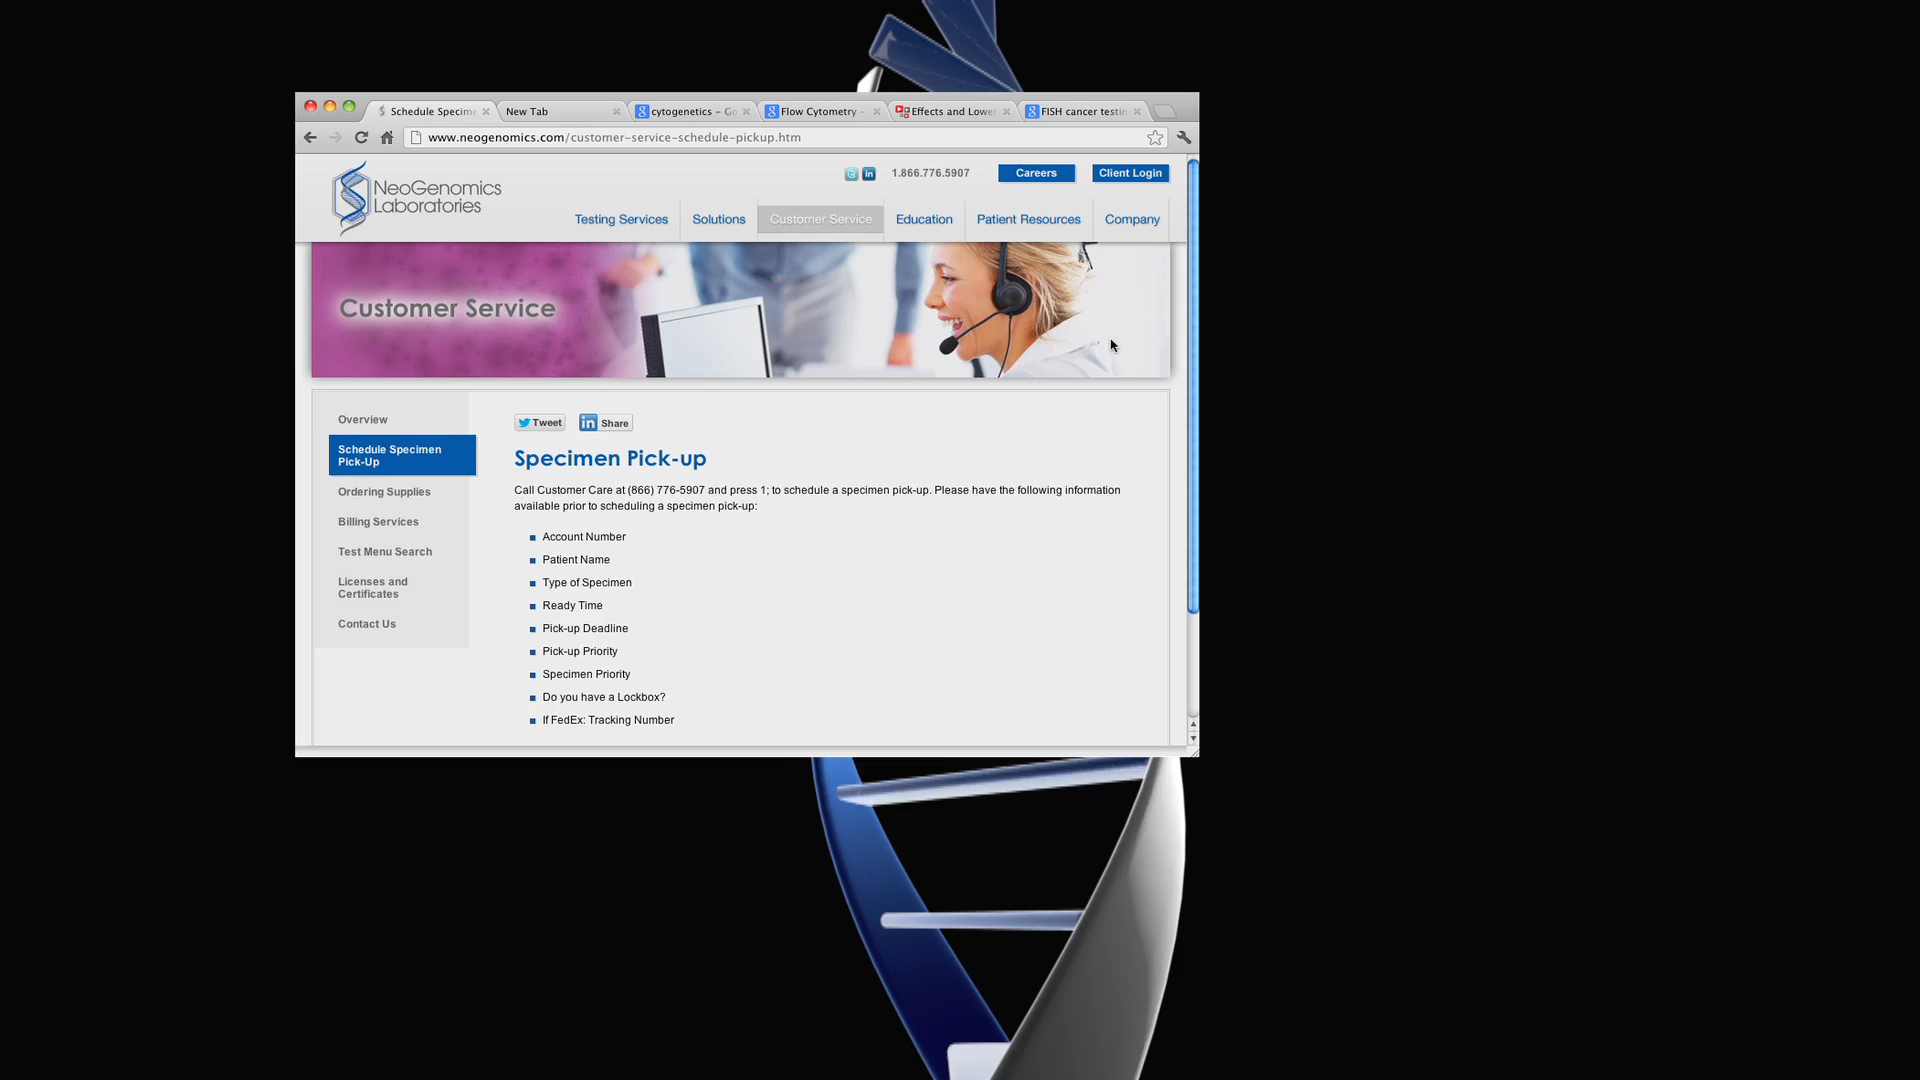 Schedule Specime
New Tab
cytogenetics – Go
Flow Cytometry –
Effects and Lower
FISH cancer testin
www.neogenomics.com/customer-service-schedule-pickup.htm
NeoGenomics
Laboratories
1.866.776.5907
Careers
Client Login
Testing Services
Solutions
Customer Service
Education
Patient Resources
Company
Customer Service
Overview
Schedule Specimen
Pick-Up
Ordering Supplies
Billing Services
Test Menu Search
Licenses and
Certificates
Contact Us
Tweet
in Share
Specimen Pick-up
Call Customer Care at (866) 776-5907 and press 1; to schedule a specimen pick-up. Please have the following information
available prior to scheduling a specimen pick-up:
Account Number
Patient Name
Type of Specimen
Ready Time
Pick-up Deadline
Pick-up Priority
Specimen Priority
Do you have a Lockbox?
If FedEx: Tracking Number